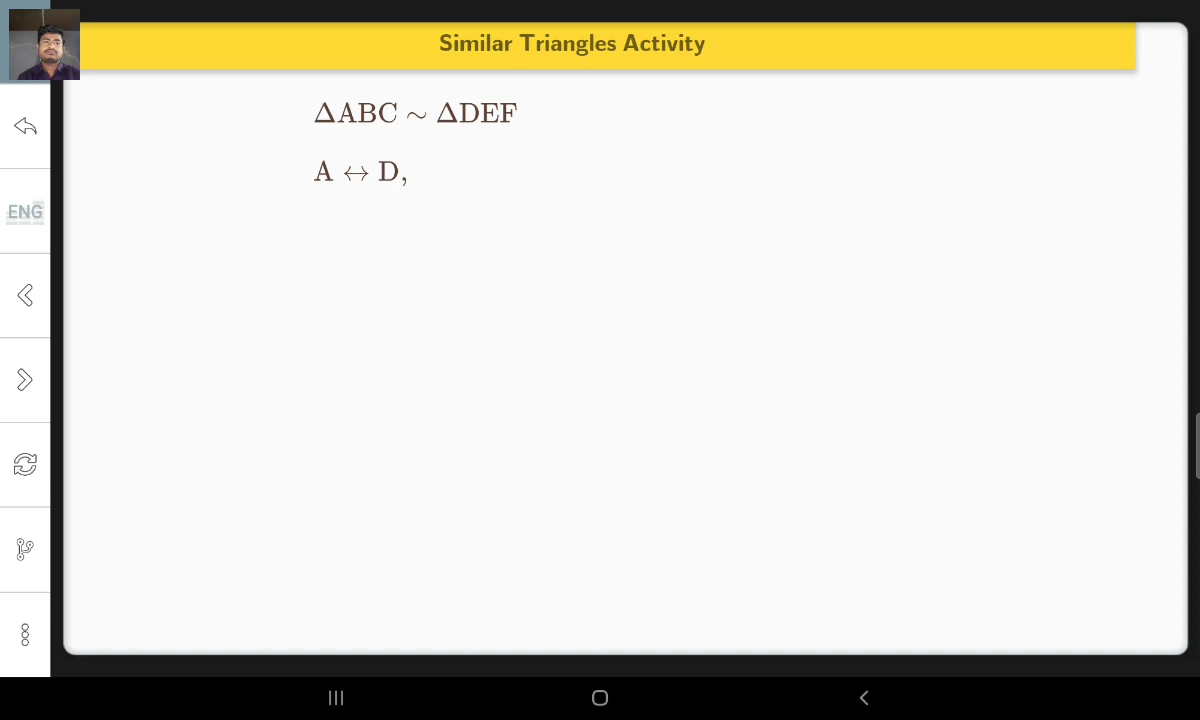 Similar Triangles Activity
ΔABC ∼ ΔDEF
A ↔ D,
ENG